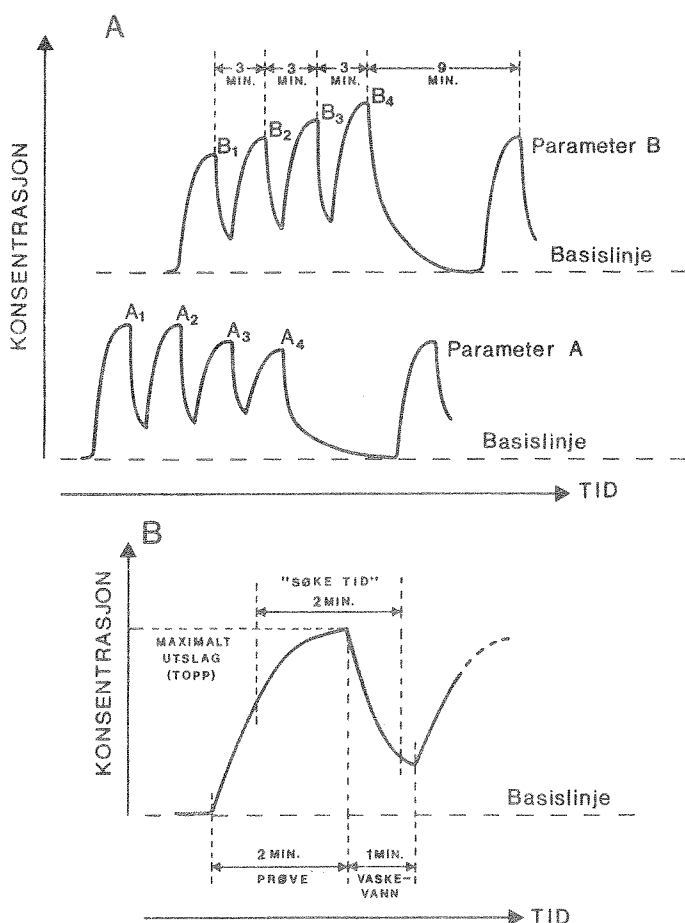 A
KONSENTRASJON
3 MIN.
3 MIN.
3 MIN.
9 MIN.
B1
B2
B3
B4
Parameter B
Basislinje
A1
A2
A3
A4
Parameter A
Basislinje
TID
B
KONSENTRASJON
"SØKE TID"
2 MIN.
MAXIMALT
UTSLAG
(TOPP)
Basislinje
2 MIN.
PRØVE
1 MIN.
VASKE-
VANN
TID